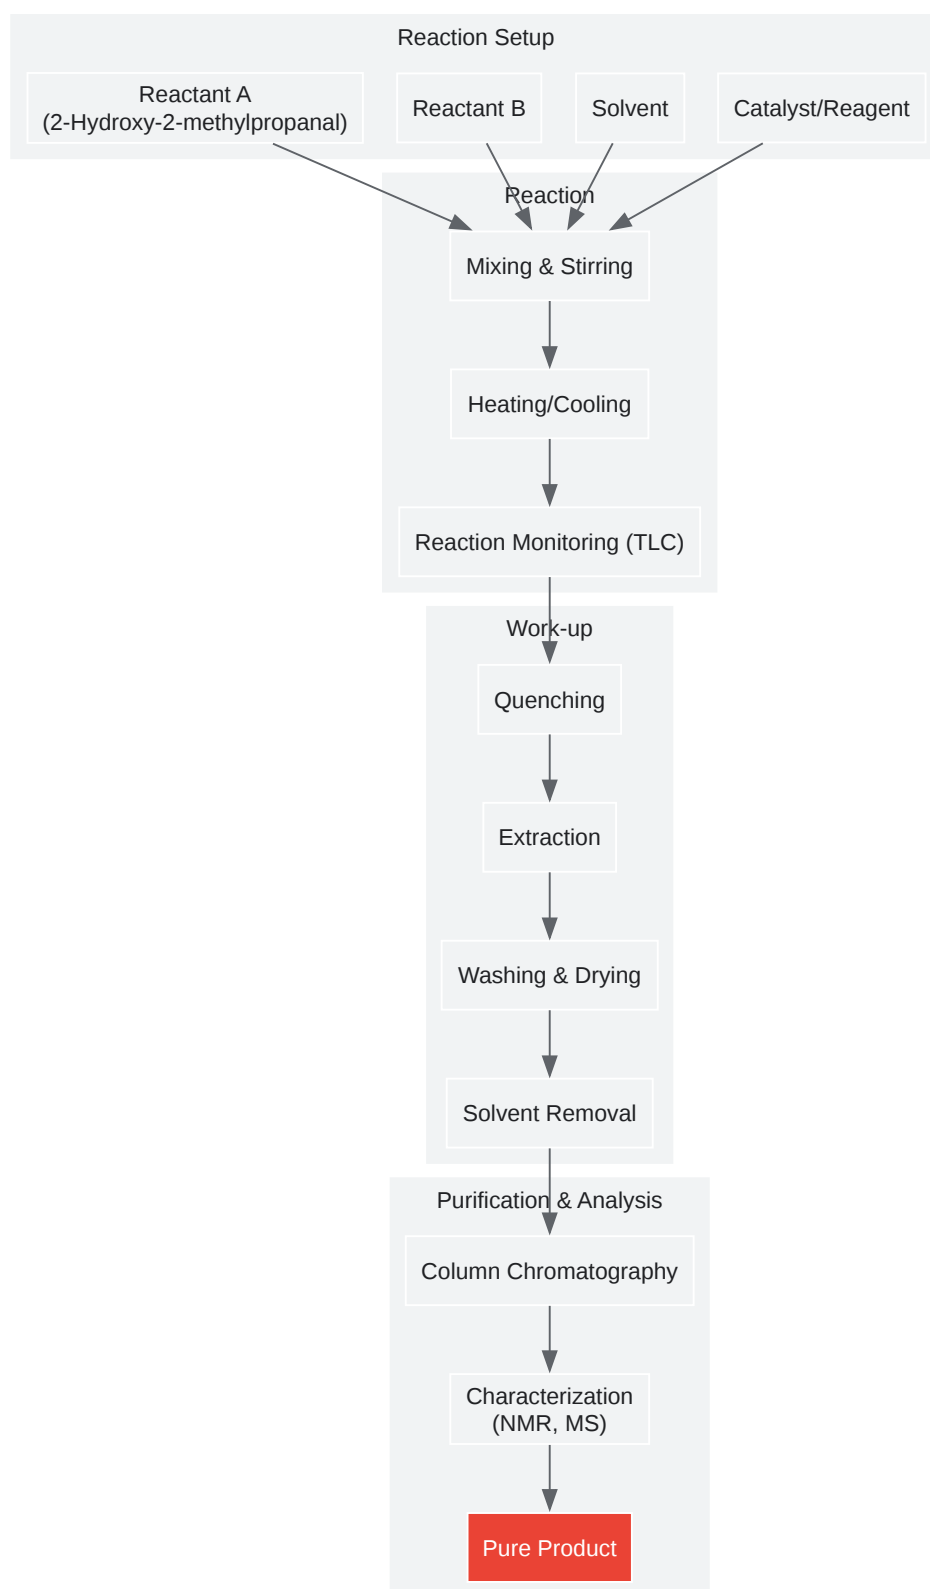 Reaction Setup
Reactant A
(2-Hydroxy-2-methylpropanal)
Reactant B
Solvent
Catalyst/Reagent
Reaction
Mixing & Stirring
Heating/Cooling
Reaction Monitoring (TLC)
Work-up
Quenching
Extraction
Washing & Drying
Solvent Removal
Purification & Analysis
Column Chromatography
Characterization
(NMR, MS)
Pure Product